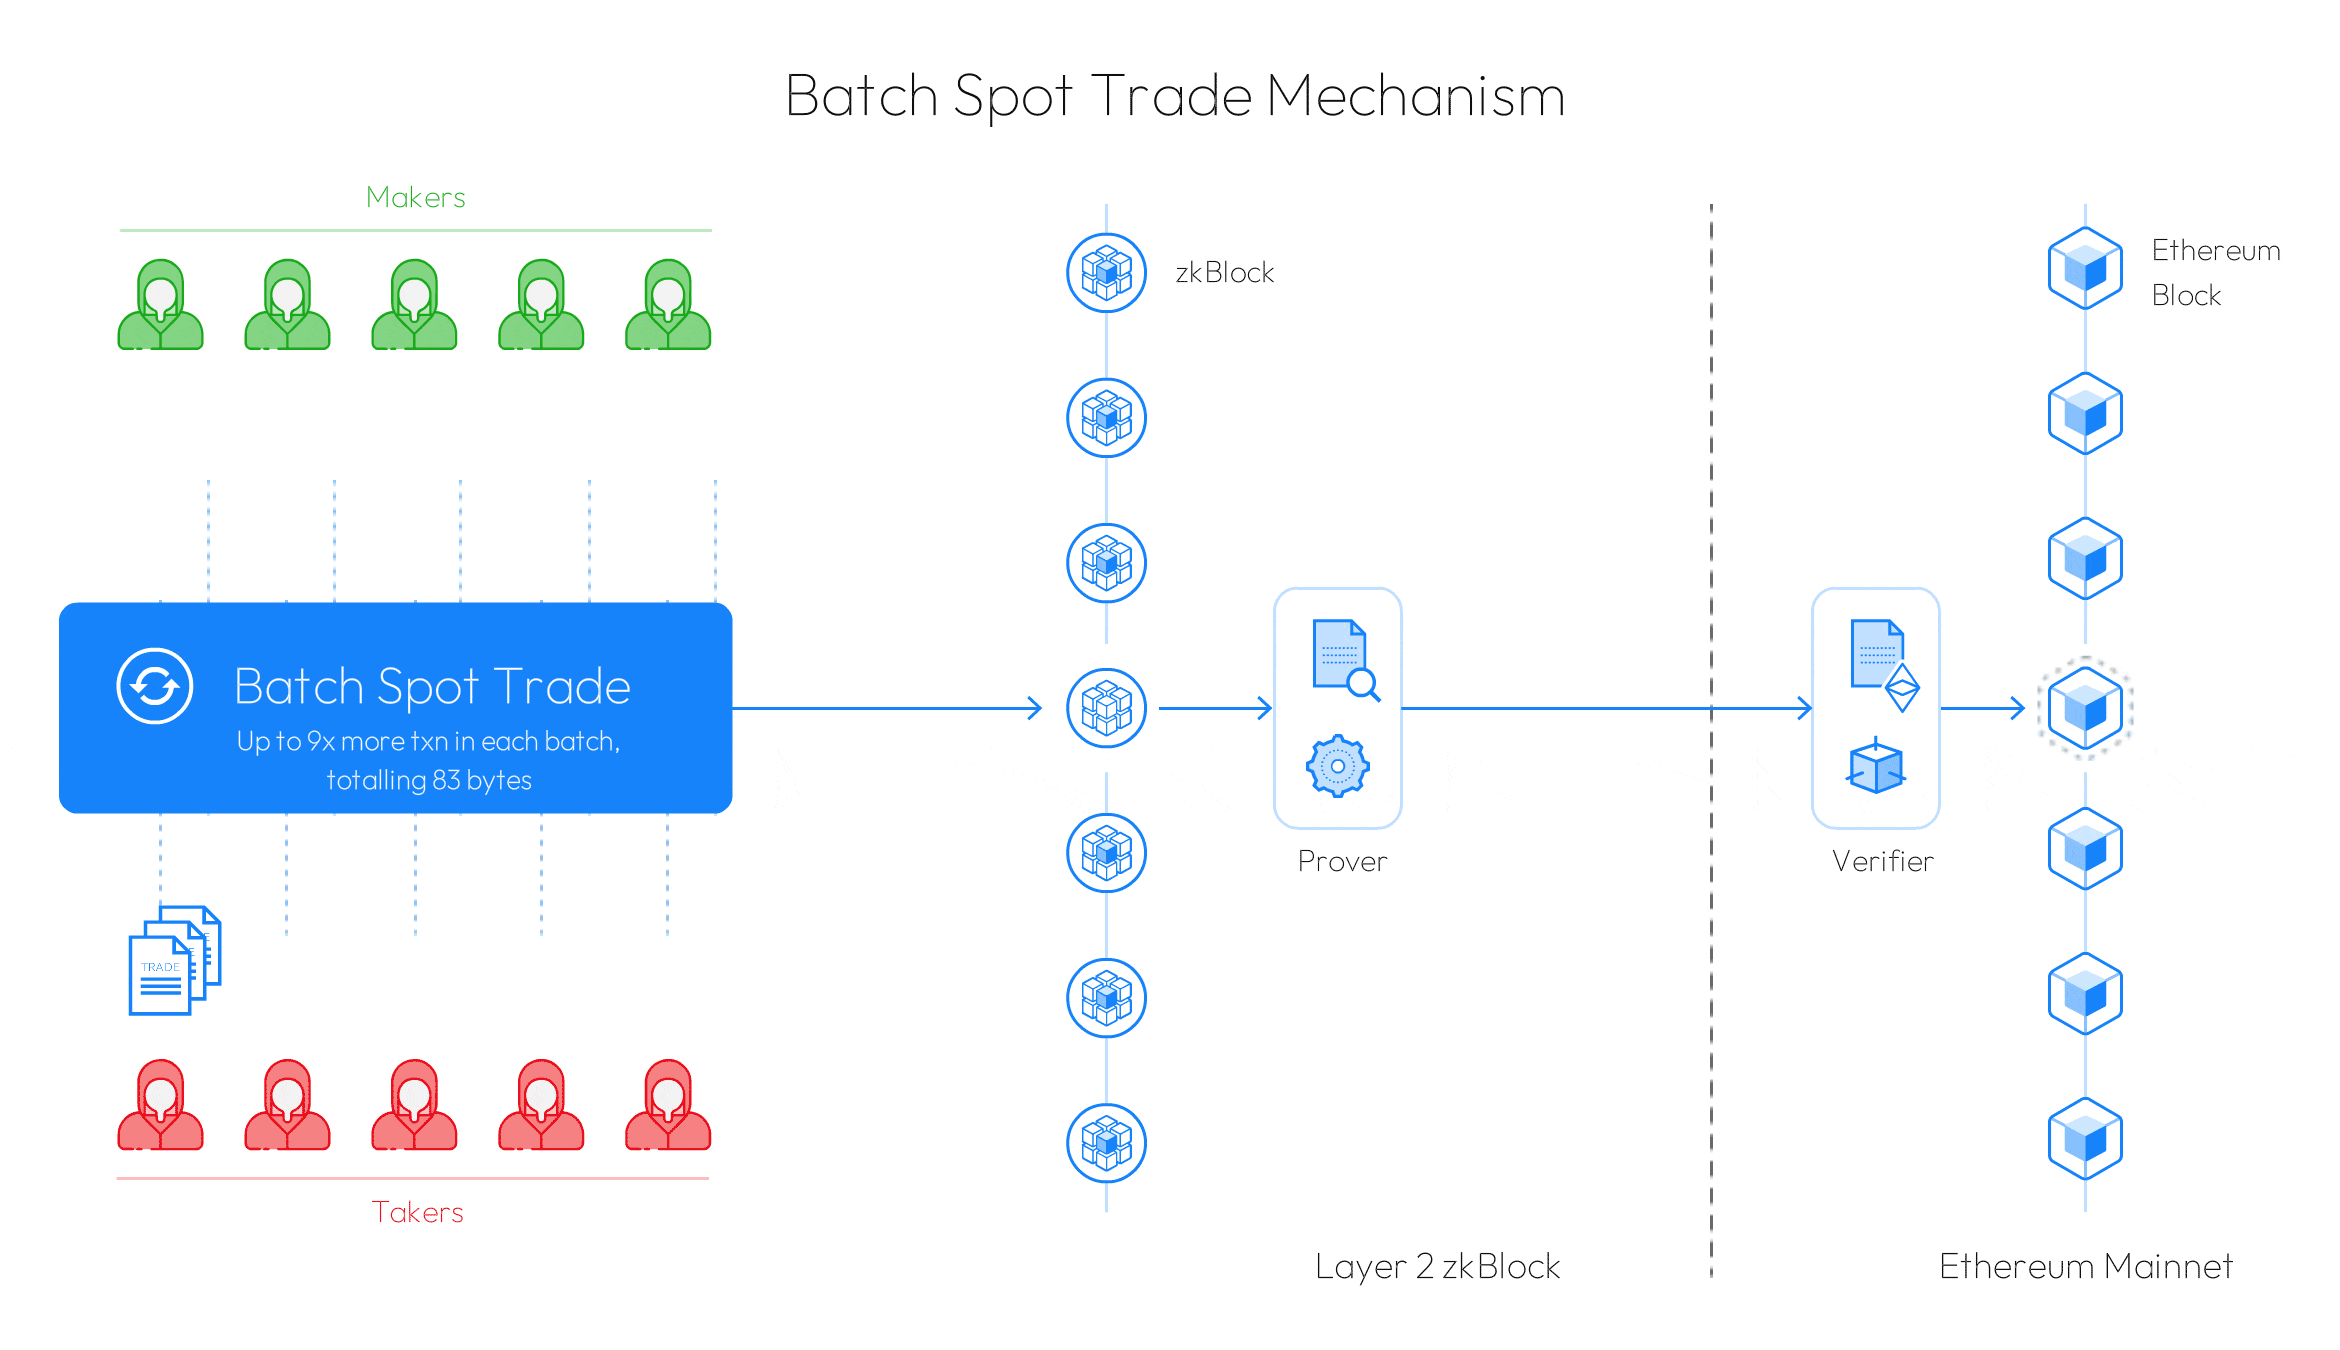 Batch Spot Trade Mechanism
Makers
zkBlock
Ethereum
Block
Batch Spot Trade
Up to 9x more txn in each batch,
totalling 83 bytes
Prover
Verifier
E
E
TRADE
Takers
Layer 2 zkBlock
Ethereum Mainnet